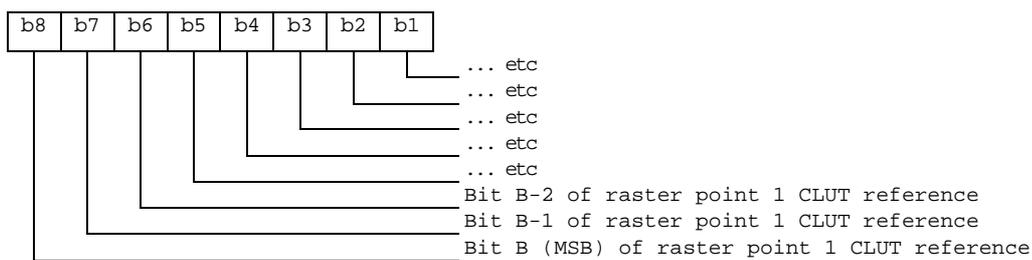 b8 b7 b6 b5 b4 b3 b2 b1
... etc
... etc
... etc
... etc
... etc
Bit B-2 of raster point 1 CLUT reference
Bit B-1 of raster point 1 CLUT reference
Bit B (MSB) of raster point 1 CLUT reference